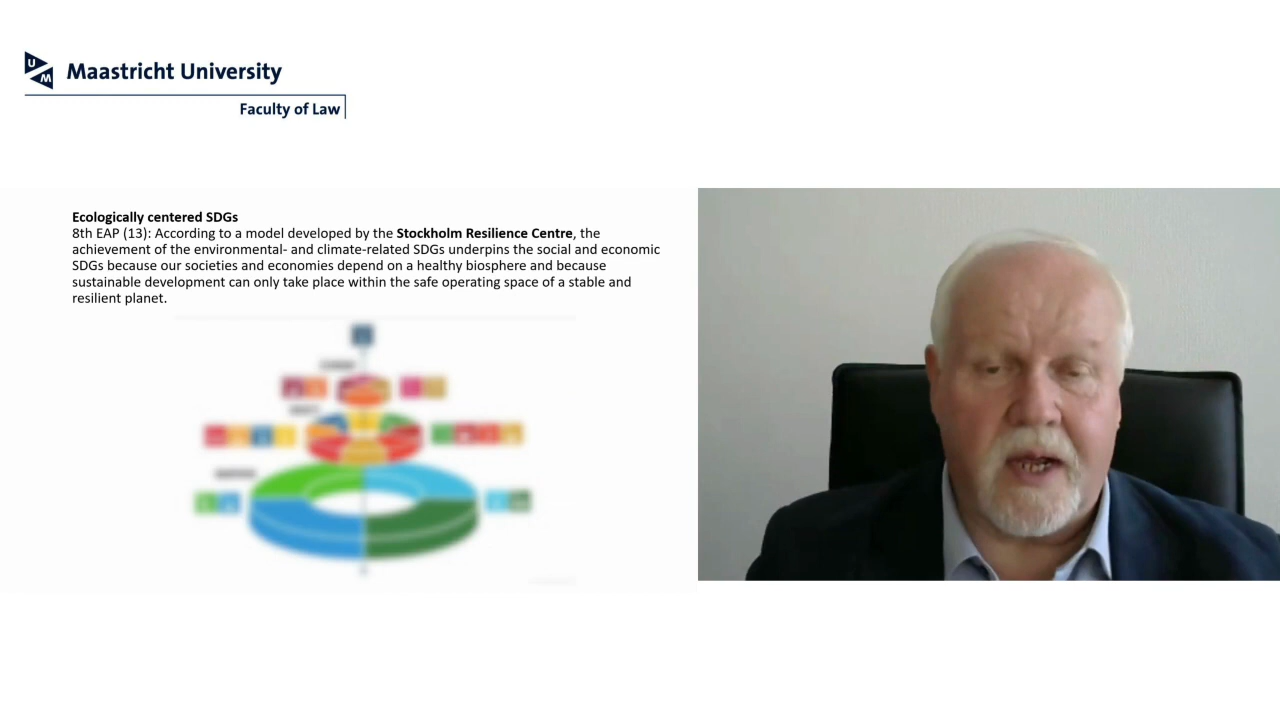 UM Maastricht University
Faculty of Law
Ecologically centered SDGs
8th EAP (13): According to a model developed by the Stockholm Resilience Centre, the
achievement of the environmental- and climate-related SDGs underpins the social and economic
SDGs because our societies and economies depend on a healthy biosphere and because
sustainable development can only take place within the safe operating space of a stable and
resilient planet.